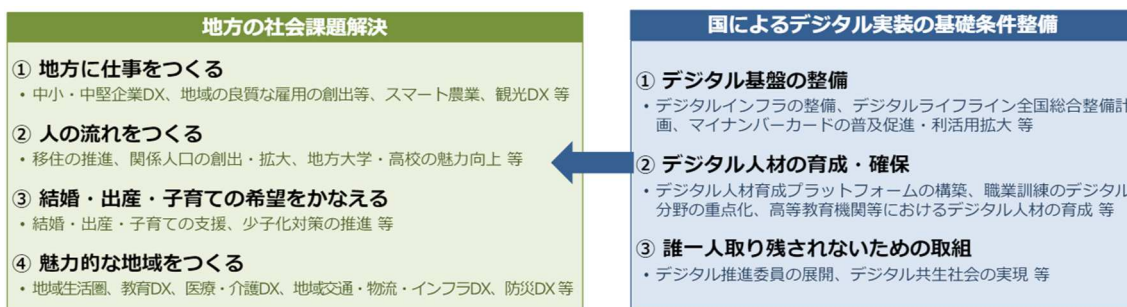 地方の社会課題解決
① 地方に仕事をつくる
・中小・中堅企業DX、地域の良質な雇用の創出等、スマート農業、観光DX 等
② 人の流れをつくる
・移住の推進、関係人口の創出・拡大、地方大学・高校の魅力向上 等
③ 結婚・出産・子育ての希望をかなえる
・結婚・出産・子育ての支援、少子化対策の推進 等
④ 魅力的な地域をつくる
・地域生活圏、教育DX、医療・介護DX、地域交通・物流・インフラDX、防災DX 等
国によるデジタル実装の基礎条件整備
① デジタル基盤の整備
・デジタルインフラの整備、デジタルライフライン全国総合整備計
画、マイナンバーカードの普及促進・利活用拡大 等
② デジタル人材の育成・確保
・デジタル人材育成プラットフォームの構築、職業訓練のデジタル
分野の重点化、高等教育機関等におけるデジタル人材の育成 等
③ 誰一人取り残されないための取組
・デジタル推進委員の展開、デジタル共生社会の実現 等